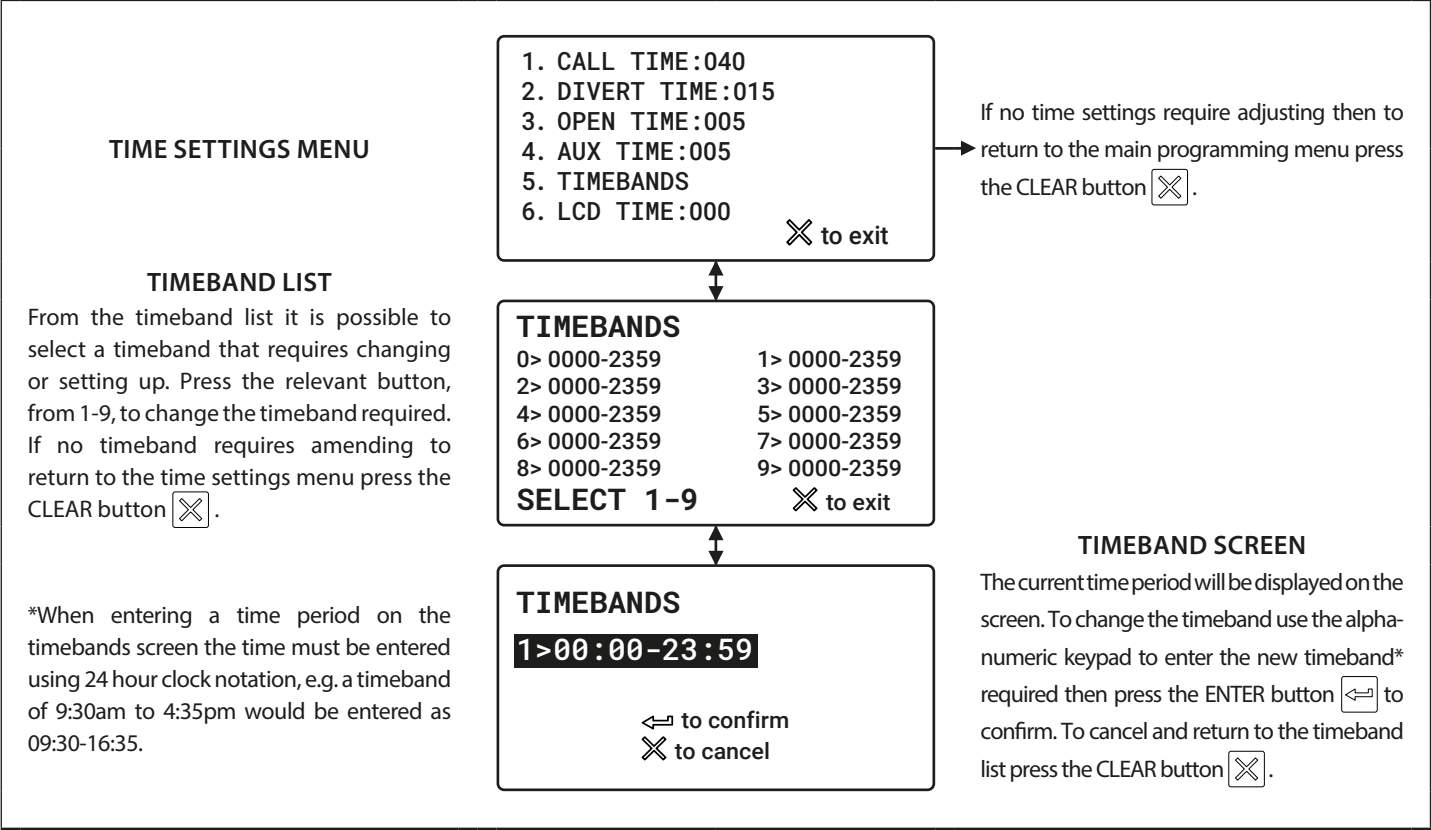 TIME SETTINGS MENU
1. CALL TIME:040
2. DIVERT TIME:015
3. OPEN TIME:005
4. AUX TIME:005
5. TIMEBANDS
6. LCD TIME:000
to exit
If no time settings require adjusting then to
return to the main programming menu press
the CLEAR button .
TIMEBAND LIST
From the timeband list it is possible to
select a timeband that requires changing
or setting up. Press the relevant button,
from 1-9, to change the timeband required.
If no timeband requires amending to
return to the time settings menu press the
CLEAR button .
TIMEBANDS
0> 0000-2359 1> 0000-2359
2> 0000-2359 3> 0000-2359
4> 0000-2359 5> 0000-2359
6> 0000-2359 7> 0000-2359
8> 0000-2359 9> 0000-2359
SELECT 1-9 to exit
*When entering a time period on the
timebands screen the time must be entered
using 24 hour clock notation, e.g. a timeband
of 9:30am to 4:35pm would be entered as
09:30-16:35.
TIMEBANDS
1>00:00-23:59
to confirm
to cancel
TIMEBAND SCREEN
The current time period will be displayed on the
screen. To change the timeband use the alpha-
numeric keypad to enter the new timeband*
required then press the ENTER button to
confirm. To cancel and return to the timeband
list press the CLEAR button .